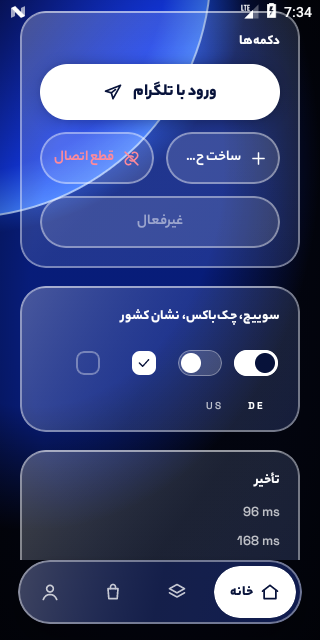 7:34
LTE
دکمه‌ها
ورود با تلگرام
ساخت ح...
قطع اتصال
غیرفعال
سوییچ، چک‌باکس، نشان کشور
DE
US
تأخیر
96 ms
168 ms
خانه